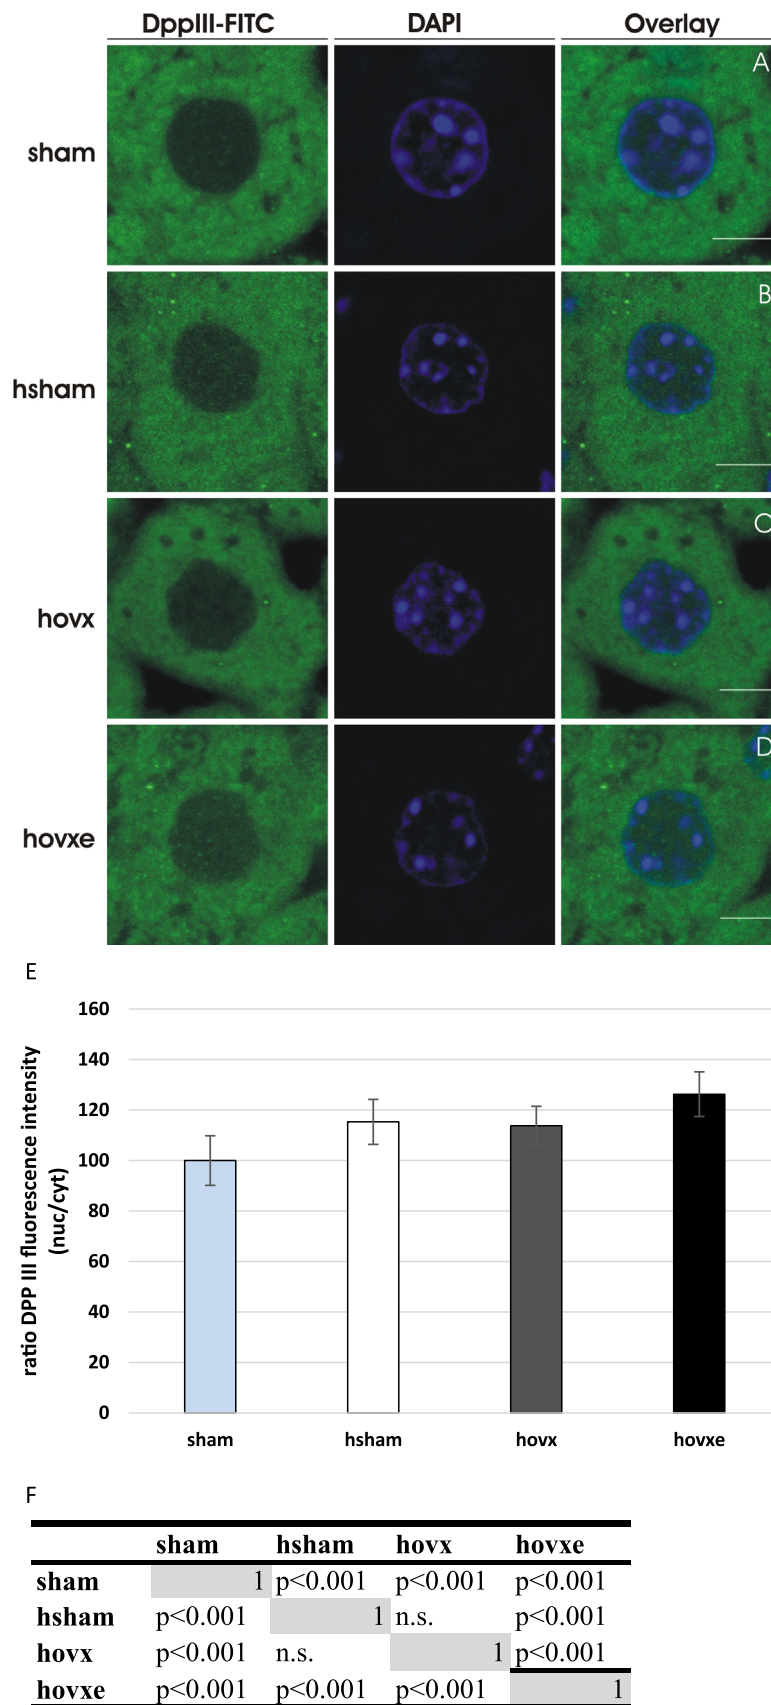 DppIII-FITC DAPI Overlay
A
sham
B
hsham
C
hovx
D
hovxe
E
160
140
120
100
80
60
40
20
0
ratio DPP III fluorescence intensity
(nuc/cyt)
sham hsham hovx hovxe
F
sham hsham hovx hovxe
sham 1 p<0.001 p<0.001 p<0.001
hsham p<0.001 1 n.s. p<0.001
hovx p<0.001 n.s. 1 p<0.001
hovxe p<0.001 p<0.001 p<0.001 1